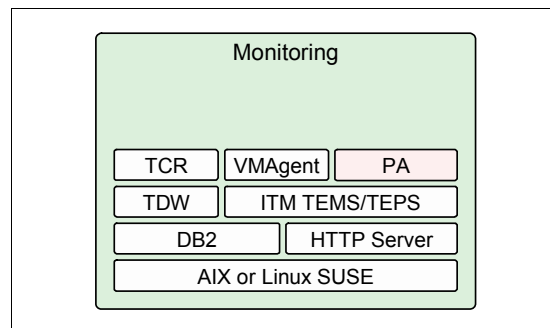 Monitoring
TCR VMAgent PA
TDW ITM TEMS/TEPS
DB2 HTTP Server
AIX or Linux SUSE